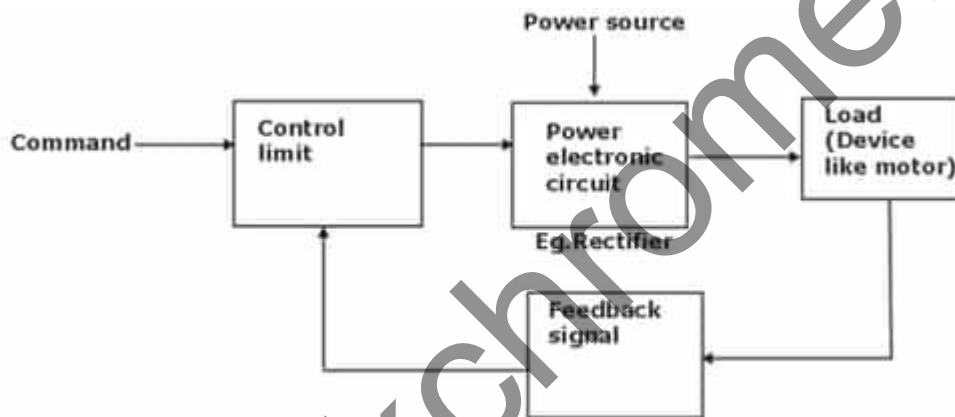 Power source
Command
Control
limit
Power
electronic
circuit
Load
(Device
like motor)
Eg.Rectifier
Feedback
signal